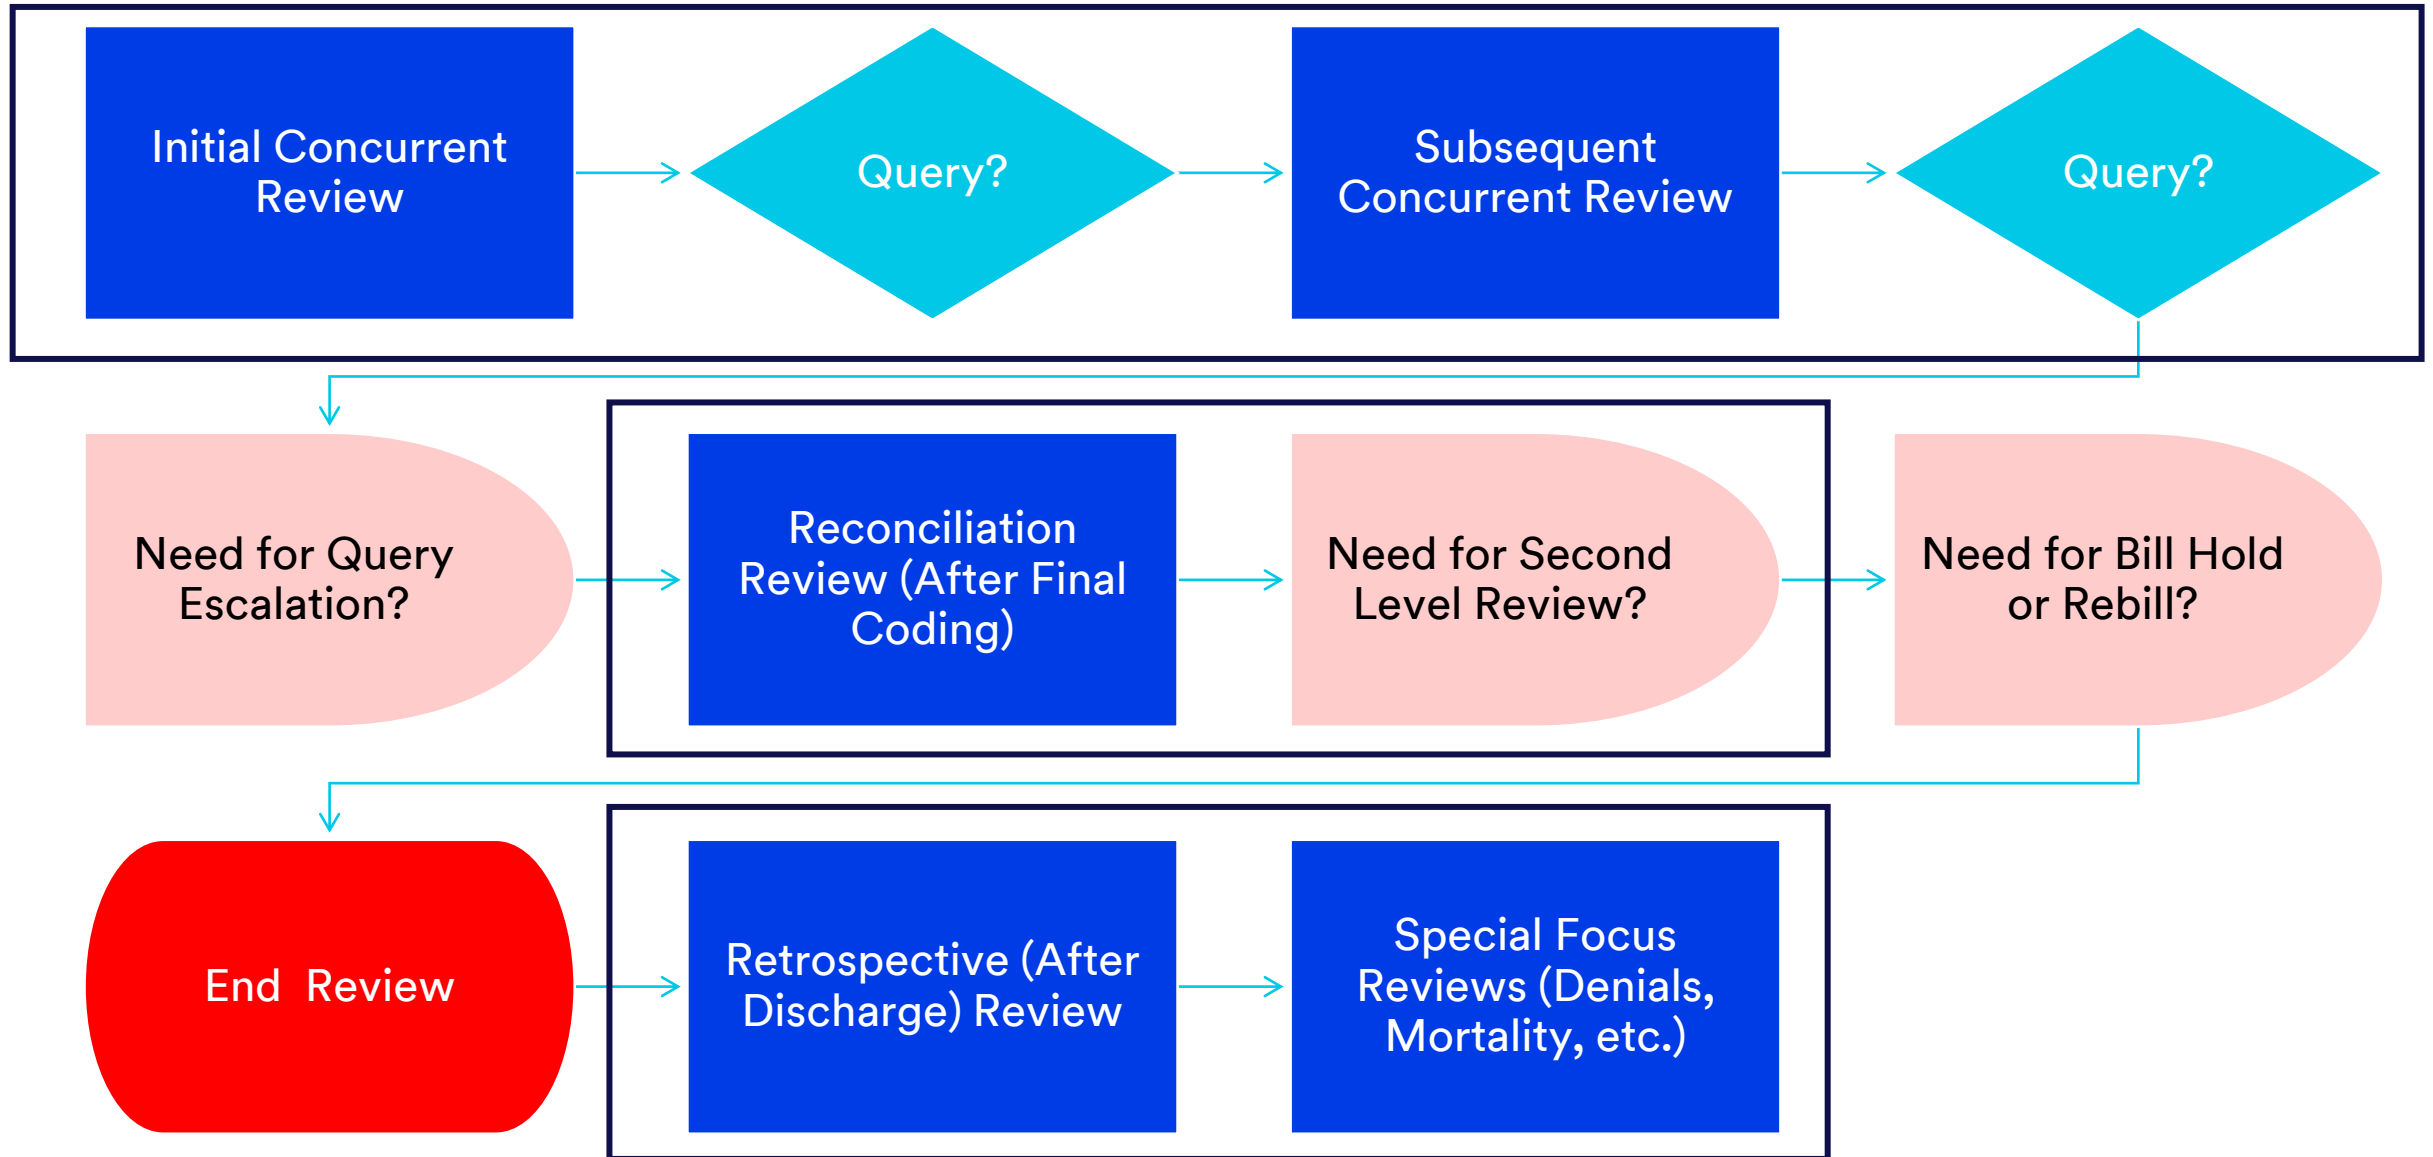 Initial Concurrent
Review
Query?
Subsequent
Concurrent Review
Query?
Need for Query
Escalation?
Reconciliation
Review (After Final
Coding)
Need for Second
Level Review?
Need for Bill Hold
or Rebill?
End  Review
Retrospective (After
Discharge) Review
Special Focus
Reviews (Denials,
Mortality, etc.)